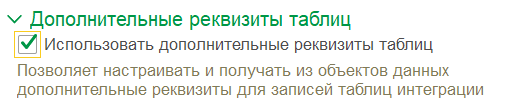 Дополнительные реквизиты таблиц
Использовать дополнительные реквизиты таблиц
Позволяет настраивать и получать из объектов данных
дополнительные реквизиты для записей таблиц интеграции